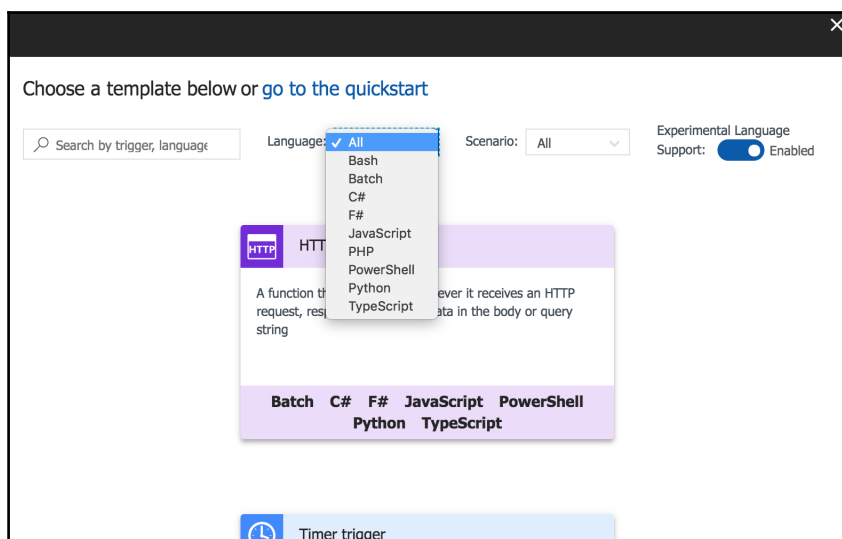 Choose a template below or go to the quickstart
Search by trigger, language
Language:
✓ All
Bash
Batch
C#
F#
JavaScript
PHP
PowerShell
Python
TypeScript
Scenario:
All
Experimental Language
Support:
Enabled
HTTP
HTT
A function th ever it receives an HTTP
request, resp ata in the body or query
string
Batch C# F# JavaScript PowerShell
Python TypeScript
Timer trigger